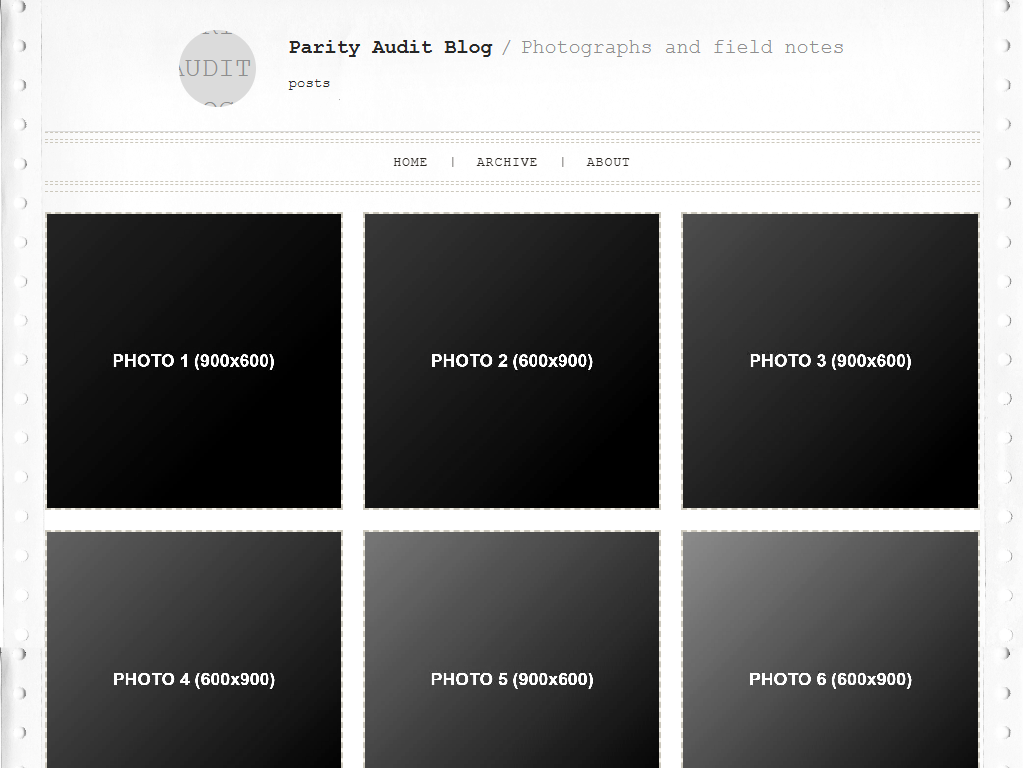 AUDIT
Parity Audit Blog / Photographs and field notes
posts
HOME | ARCHIVE | ABOUT
PHOTO 1 (900x600) PHOTO 2 (600x900) PHOTO 3 (900x600)
PHOTO 4 (600x900) PHOTO 5 (900x600) PHOTO 6 (600x900)